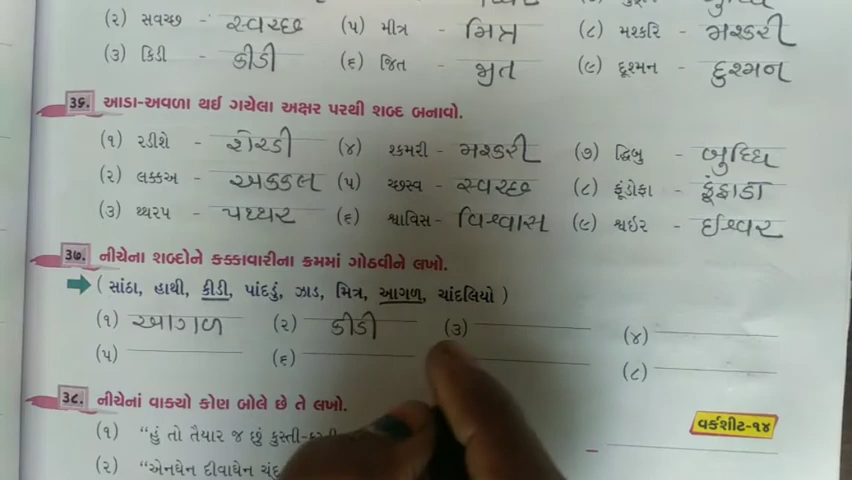 (૨) સવચ્છ - સ્વચ્છ (૫) મીત્ર - મિત્ર (૮) મશ્કરિ - મશ્કરી
(૩) કિડી - કીડી (૬) જિત - જીત (૯) દૂશ્મન - દુશ્મન
૩૬. આડા-અવળા થઈ ગયેલા અક્ષર પરથી શબ્દ બનાવો.
(૧) રડીશે - શેરડી (૪) શ્કમરી - મશ્કરી (૭) દ્ધિબુ - બુધ્ધિ
(૨) લક્કઅ - અક્કલ (૫) ચ્છસ્વ - સ્વચ્છ (૮) ફૂંડોફા - ફૂંફાડા
(૩) થ્થરપ - પથ્થર (૬) શ્વાવિસ - વિશ્વાસ (૯) શ્વઇર - ઈશ્વર
૩૭. નીચેના શબ્દોને કક્કાવારીના ક્રમમાં ગોઠવીને લખો.
( સાંઠા, હાથી, કીડી, પાંદડું, ઝાડ, મિત્ર, આગળ, ચાંદલિયો )
(૧) આગળ (૨) કીડી (૩) (૪)
(૫) (૬) (૮)
૩૮. નીચેનાં વાક્યો કોણ બોલે છે તે લખો.
વર્કશીટ-૧૪
(૧) “હું તો તૈયાર જ છું કુસ્તી-
(૨) “એનઘેન દીવાઘેન